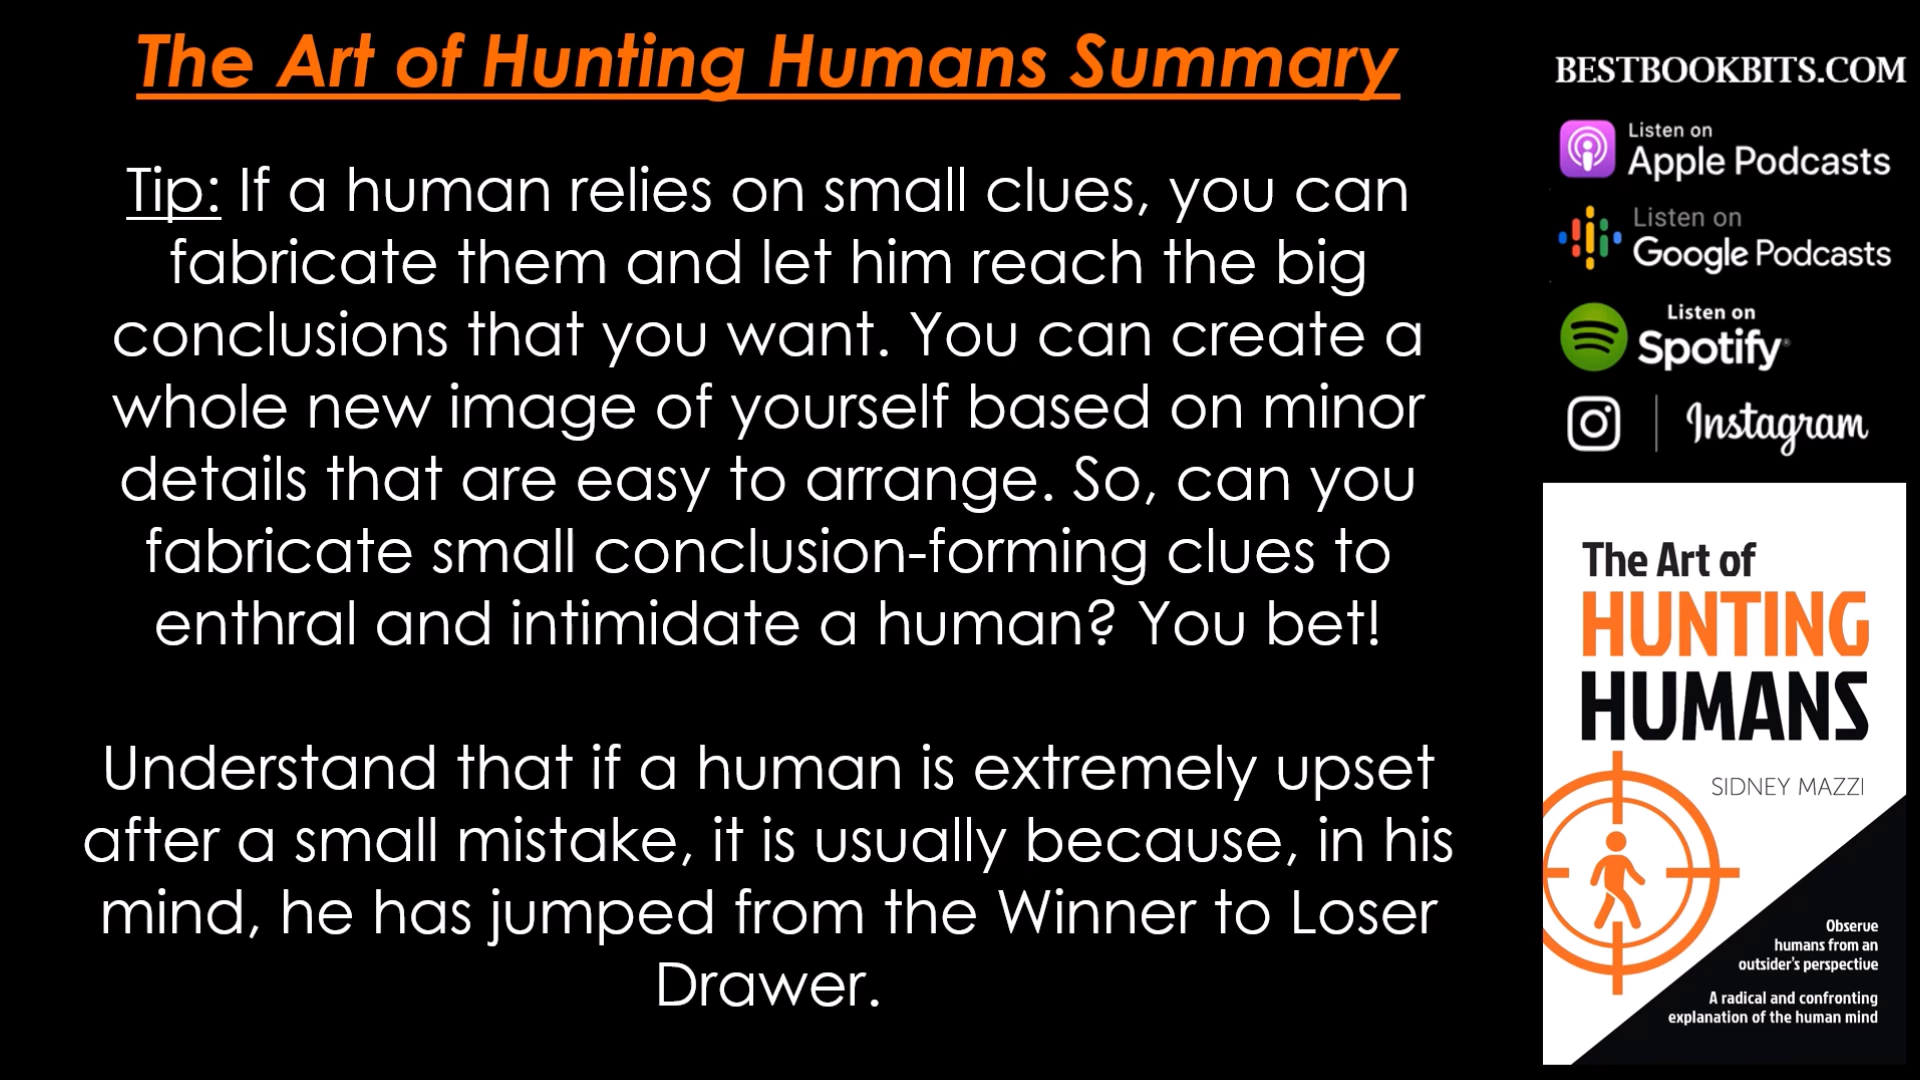 The Art of Hunting Humans Summary
Tip: If a human relies on small clues, you can
fabricate them and let him reach the big
conclusions that you want. You can create a
whole new image of yourself based on minor
details that are easy to arrange. So, can you
fabricate small conclusion-forming clues to
enthral and intimidate a human? You bet!
Understand that if a human is extremely upset
after a small mistake, it is usually because, in his
mind, he has jumped from the Winner to Loser
Drawer.
BESTBOOKBITS.COM
Listen on
Apple Podcasts
Listen on
Google Podcasts
Listen on
Spotify
Instagram
The Art of
HUNTING
HUMANS
SIDNEY MAZZI
Observe
humans from an
outsider's perspective
A radical and confronting
explanation of the human mind